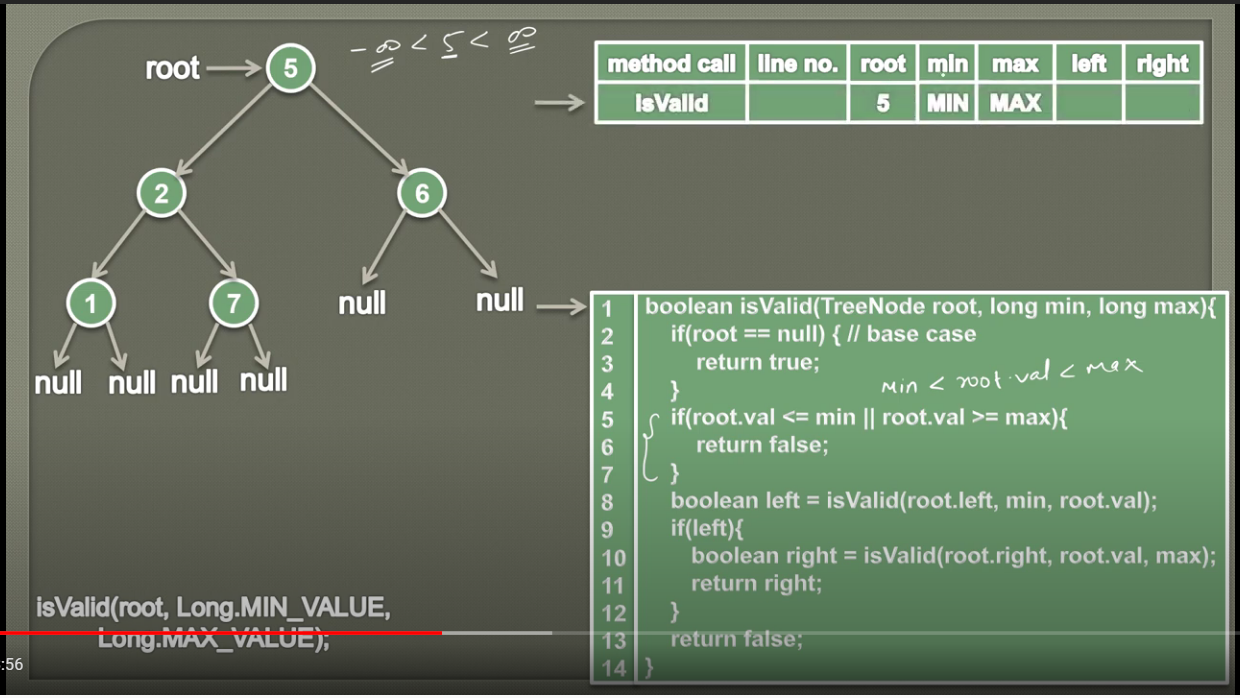 root
5
- ∞ < 5 < ∞
2
6
1
7
null
null
null
null
null
null
method call line no. root min max left right
isValid 5 MIN MAX
1 boolean isValid(TreeNode root, long min, long max){
2 if(root == null) { // base case
3 return true;
min < root.val < max
4 }
5 if(root.val <= min || root.val >= max){
6 return false;
7 }
8 boolean left = isValid(root.left, min, root.val);
9 if(left){
10 boolean right = isValid(root.right, root.val, max);
11 return right;
12 }
13 return false;
14 }
isValid(root, Long.MIN_VALUE,
Long.MAX_VALUE);
:56